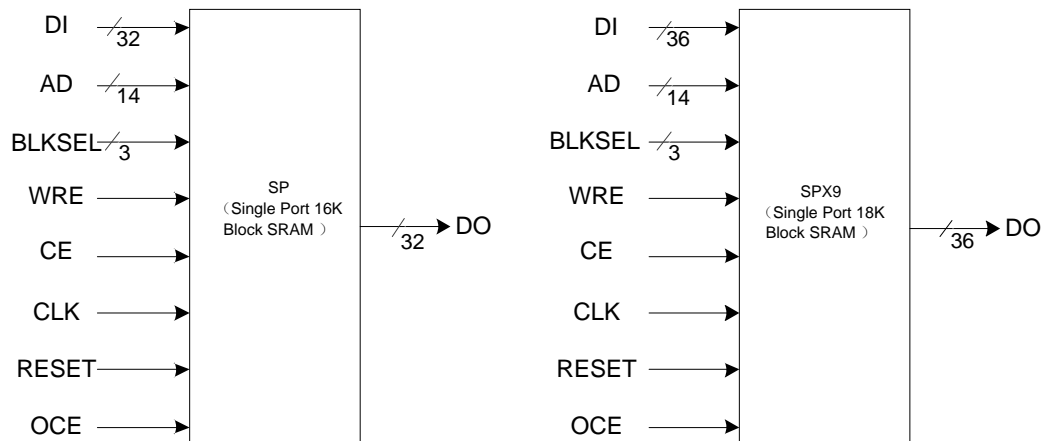 DI
32
AD
14
BLKSEL
3
WRE
CE
CLK
RESET
OCE
SP
（Single Port 16K
Block SRAM ）
32
DO
DI
36
AD
14
BLKSEL
3
WRE
CE
CLK
RESET
OCE
SPX9
（Single Port 18K
Block SRAM ）
36
DO